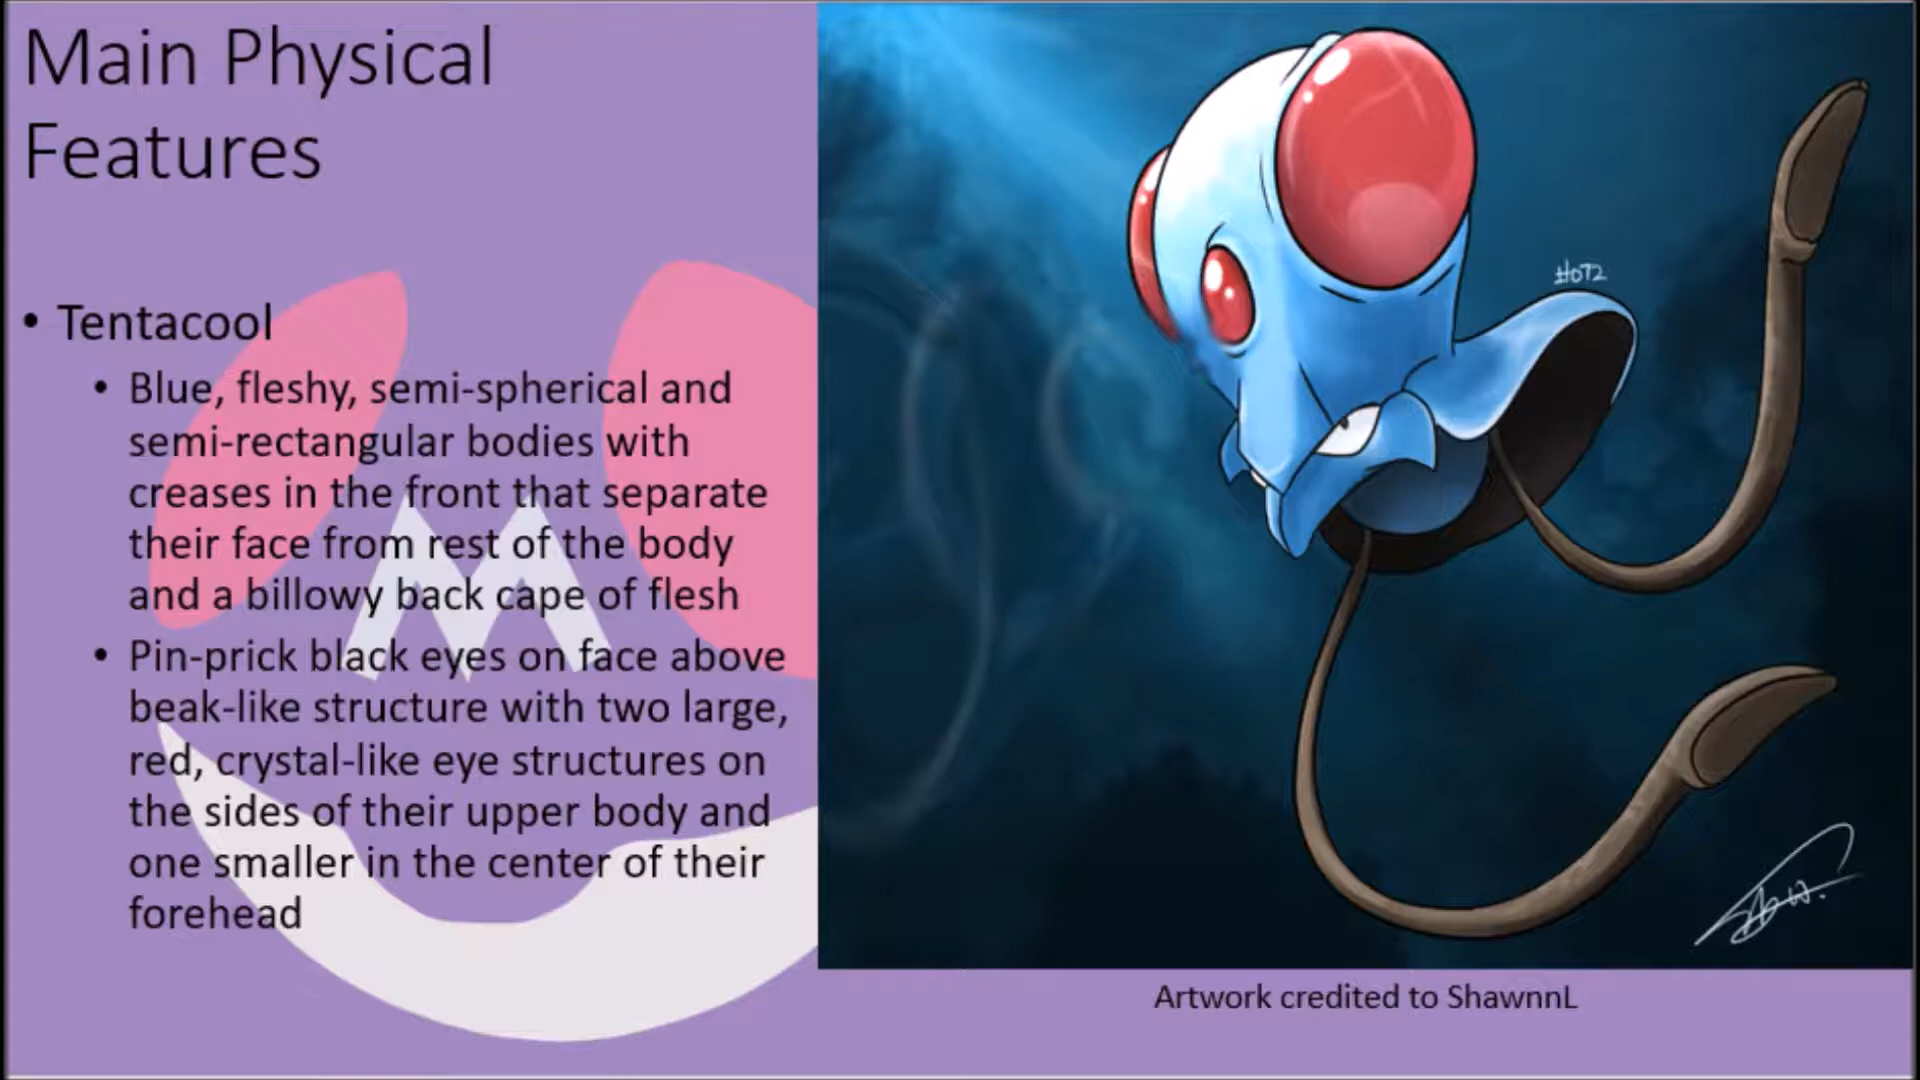 Main Physical
Features
• Tentacool
• Blue, fleshy, semi-spherical and
semi-rectangular bodies with
creases in the front that separate
their face from rest of the body
and a billowy back cape of flesh
• Pin-prick black eyes on face above
beak-like structure with two large,
red, crystal-like eye structures on
the sides of their upper body and
one smaller in the center of their
forehead
M
#072
Artwork credited to ShawnnL